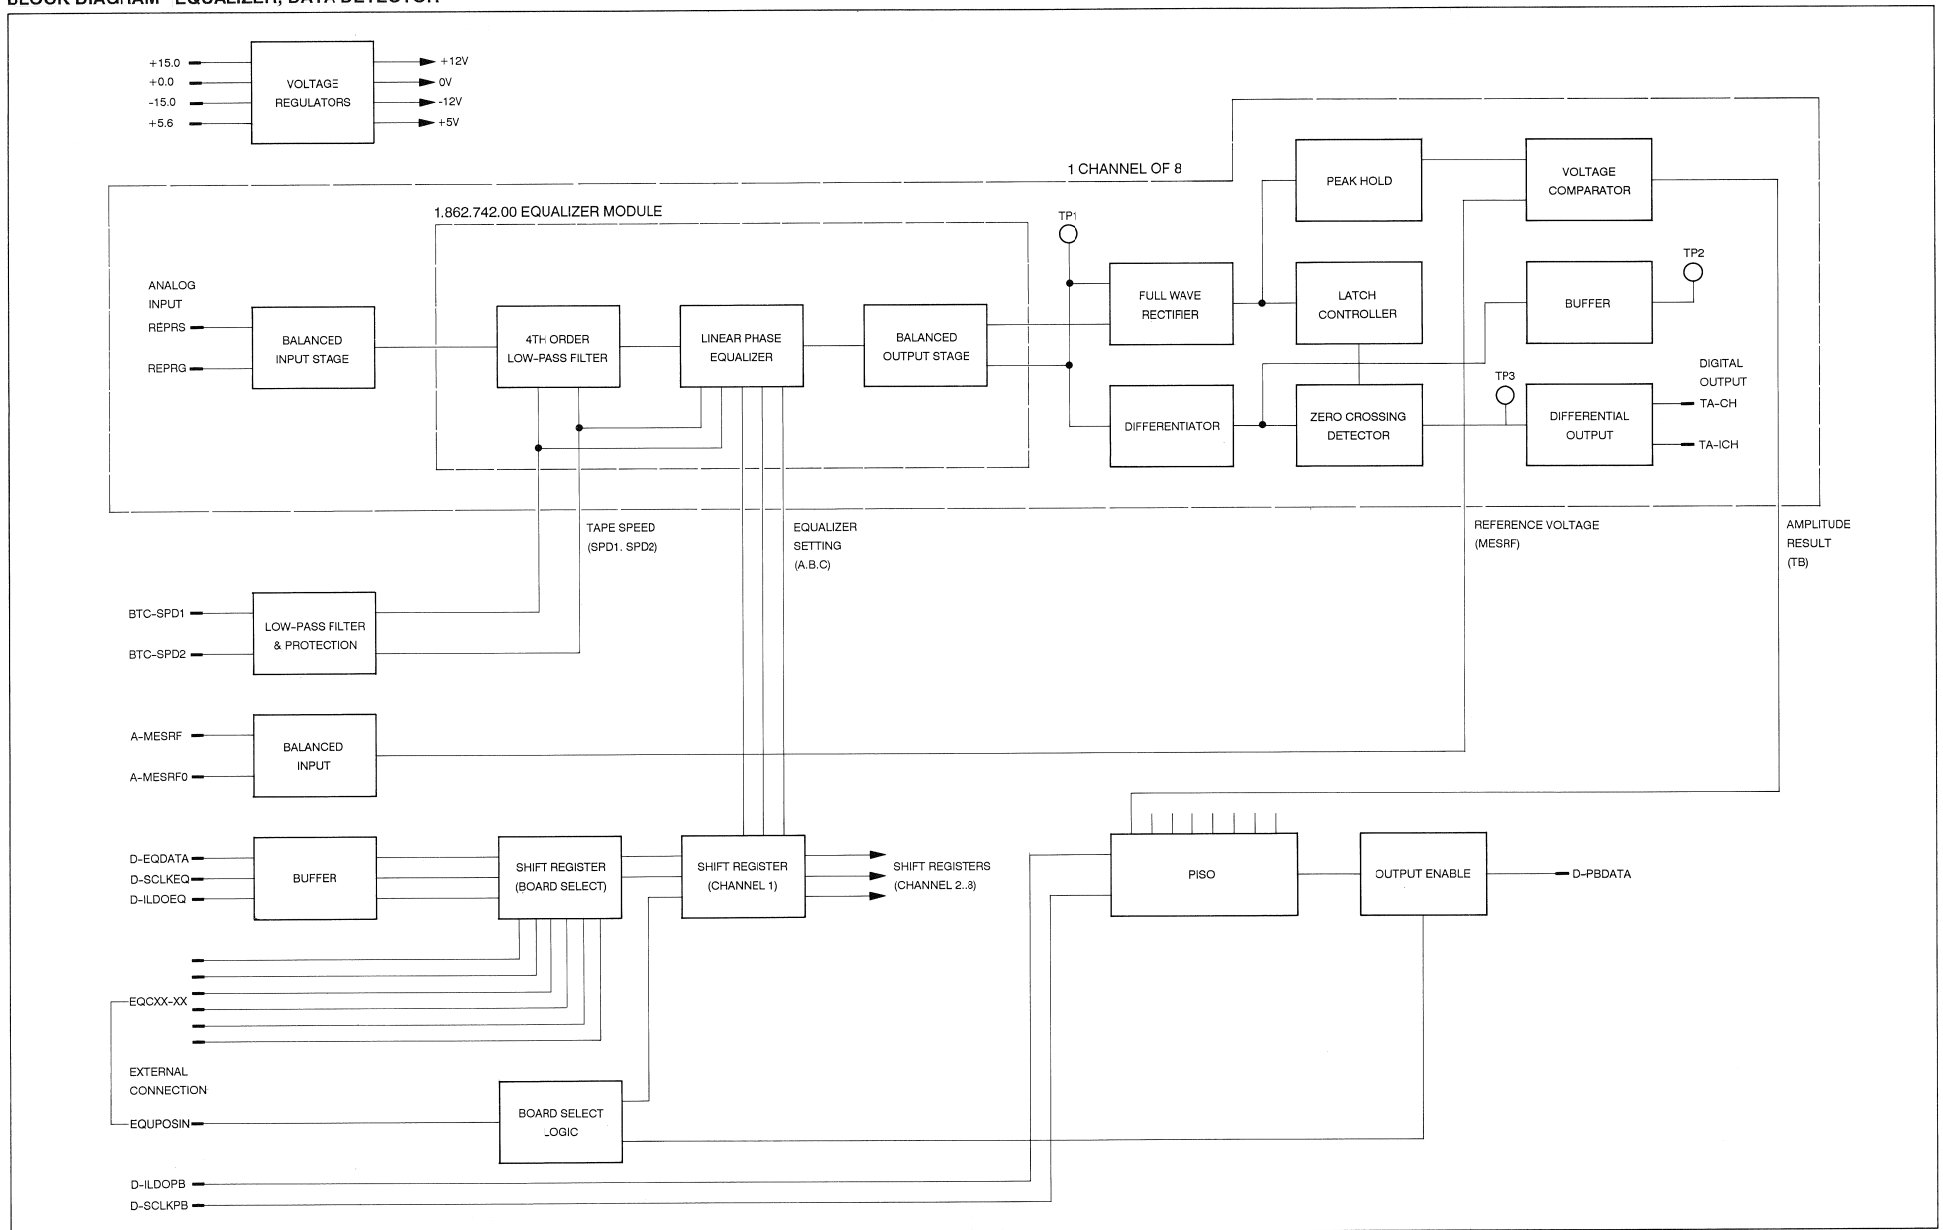 BLOCK DIAGRAM EQUALIZER, DATA DETECTOR
+15.0
+0.0
-15.0
+5.6
VOLTAGE
REGULATORS
+12V
0V
-12V
+5V
1 CHANNEL OF 8
1.862.742.00 EQUALIZER MODULE
ANALOG
INPUT
REPRS
REPRG
BALANCED
INPUT STAGE
4TH ORDER
LOW-PASS FILTER
LINEAR PHASE
EQUALIZER
BALANCED
OUTPUT STAGE
TP1
FULL WAVE
RECTIFIER
DIFFERENTIATOR
PEAK HOLD
LATCH
CONTROLLER
ZERO CROSSING
DETECTOR
VOLTAGE
COMPARATOR
BUFFER
TP2
TP3
DIFFERENTIAL
OUTPUT
DIGITAL
OUTPUT
TA-CH
TA-ICH
TAPE SPEED
(SPD1. SPD2)
EQUALIZER
SETTING
(A.B.C)
REFERENCE VOLTAGE
(MESRF)
AMPLITUDE
RESULT
(TB)
BTC-SPD1
BTC-SPD2
LOW-PASS FILTER
& PROTECTION
A-MESRF
A-MESRF0
BALANCED
INPUT
D-EQDATA
D-SCLKEQ
D-ILDOEQ
BUFFER
SHIFT REGISTER
(BOARD SELECT)
SHIFT REGISTER
(CHANNEL 1)
SHIFT REGISTERS
(CHANNEL 2..8)
PISO
OUTPUT ENABLE
D-PBDATA
EQCXX-XX
EXTERNAL
CONNECTION
EQUPOSIN
BOARD SELECT
LOGIC
D-ILDOPB
D-SCLKPB